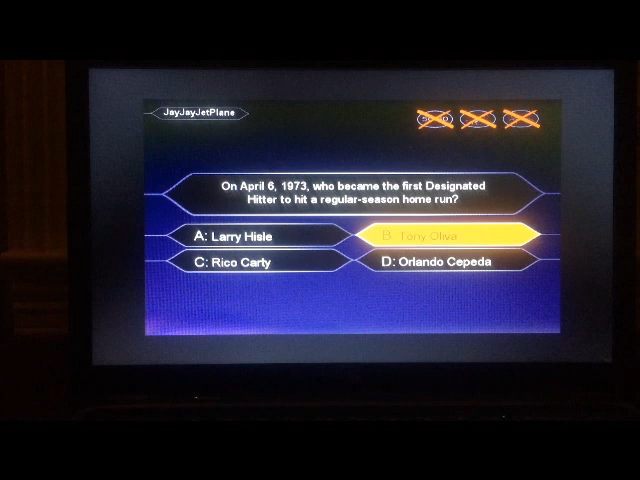 JayJayJetPlane
On April 6, 1973, who became the first Designated
Hitter to hit a regular-season home run?
A: Larry Hisle
B: Tony Oliva
C: Rico Carty
D: Orlando Cepeda